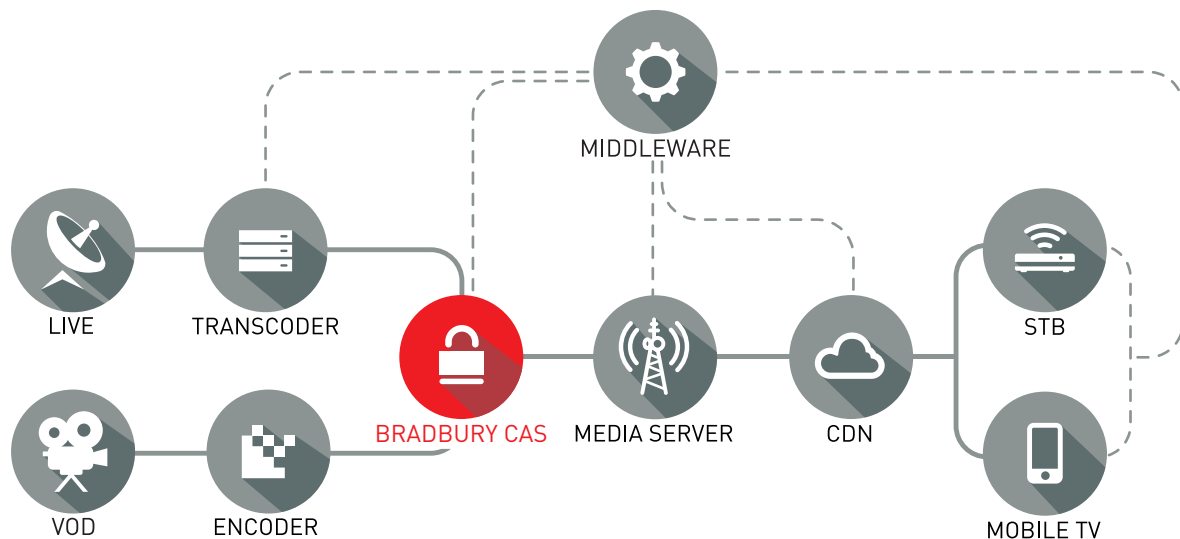 MIDDLEWARE
LIVE
TRANSCODER
STB
BRADBURY CAS
MEDIA SERVER
CDN
VOD
ENCODER
MOBILE TV